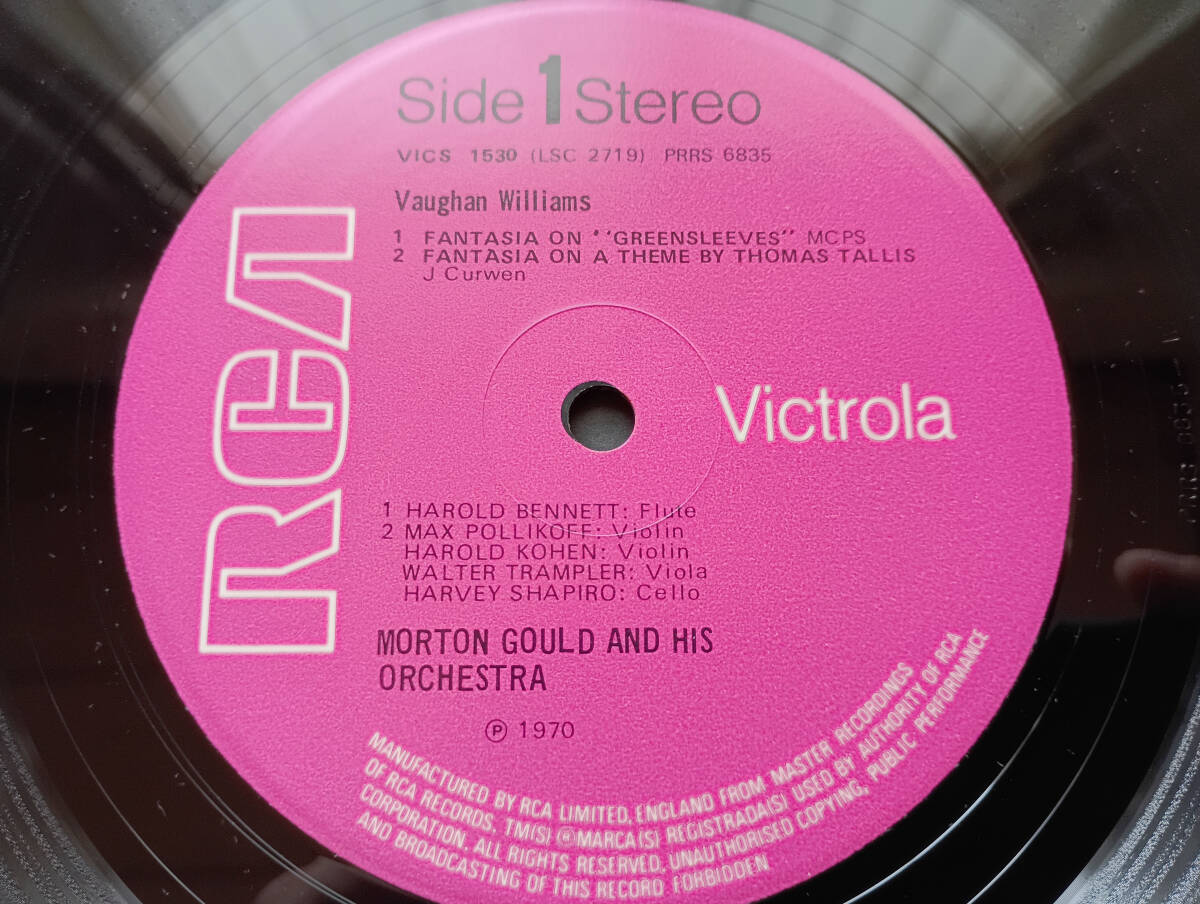 Side 1 Stereo
VICS 1530 (LSC 2719) PRRS 6835
Vaughan Williams
1 FANTASIA ON ‘‘GREENSLEEVES’’ MCPS
2 FANTASIA ON A THEME BY THOMAS TALLIS
J Curwen
RCA
Victrola
1 HAROLD BENNETT: Flute
2 MAX POLLIKOFF: Violin
HAROLD KOHEN: Violin
WALTER TRAMPLER: Viola
HARVEY SHAPIRO: Cello
MORTON GOULD AND HIS
ORCHESTRA
℗ 1970
MANUFACTURED BY RCA LIMITED, ENGLAND FROM MASTER RECORDINGS
OF RCA RECORDS. TM(S) ® MARCA(S) REGISTRADA(S) USED BY AUTHORITY OF RCA
CORPORATION. ALL RIGHTS RESERVED. UNAUTHORISED COPYING, PUBLIC PERFORMANCE
AND BROADCASTING OF THIS RECORD FORBIDDEN